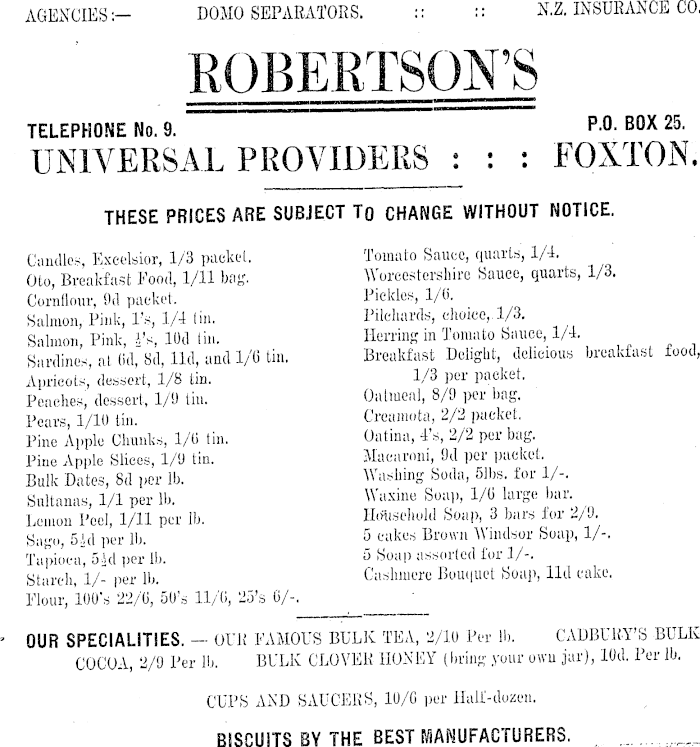 AGENCIES:— DOMO SEPARATORS. :: :: N.Z. INSURANCE CO.
ROBERTSON'S
TELEPHONE No. 9. P.O. BOX 25.
UNIVERSAL PROVIDERS : : : FOXTON.
THESE PRICES ARE SUBJECT TO CHANGE WITHOUT NOTICE.
Candles, Excelsior, 1/3 packet.
Oto, Breakfast Food, 1/11 bag.
Cornflour, 9d packet.
Salmon, Pink, 1's, 1/4 tin.
Salmon, Pink, ½'s, 10d tin.
Sardines, at 6d, 8d, 11d, and 1/6 tin.
Apricots, dessert, 1/8 tin.
Peaches, dessert, 1/9 tin.
Pears, 1/10 tin.
Pine Apple Chunks, 1/6 tin.
Pine Apple Slices, 1/9 tin.
Bulk Dates, 8d per lb.
Sultanas, 1/1 per lb.
Lemon Peel, 1/11 per lb.
Sago, 5½d per lb.
Tapioca, 5½d per lb.
Starch, 1/- per lb.
Flour, 100's 22/6, 50's 11/6, 25's 6/-.
Tomato Sauce, quarts, 1/4.
Worcestershire Sauce, quarts, 1/3.
Pickles, 1/6.
Pilchards, choice, 1/3.
Herring in Tomato Sauce, 1/4.
Breakfast Delight, delicious breakfast food,
1/3 per packet.
Oatmeal, 8/9 per bag.
Creamota, 2/2 packet.
Oatina, 4's, 2/2 per bag.
Macaroni, 9d per packet.
Washing Soda, 5lbs. for 1/-.
Waxine Soap, 1/6 large bar.
Household Soap, 3 bars for 2/9.
5 cakes Brown Windsor Soap, 1/-.
5 Soap assorted for 1/-.
Cashmere Bouquet Soap, 11d cake.
OUR SPECIALITIES. — OUR FAMOUS BULK TEA, 2/10 Per lb. CADBURY'S BULK
COCOA, 2/9 Per lb. BULK CLOVER HONEY (bring your own jar), 10d. Per lb.
CUPS AND SAUCERS, 10/6 per Half-dozen.
BISCUITS BY THE BEST MANUFACTURERS.